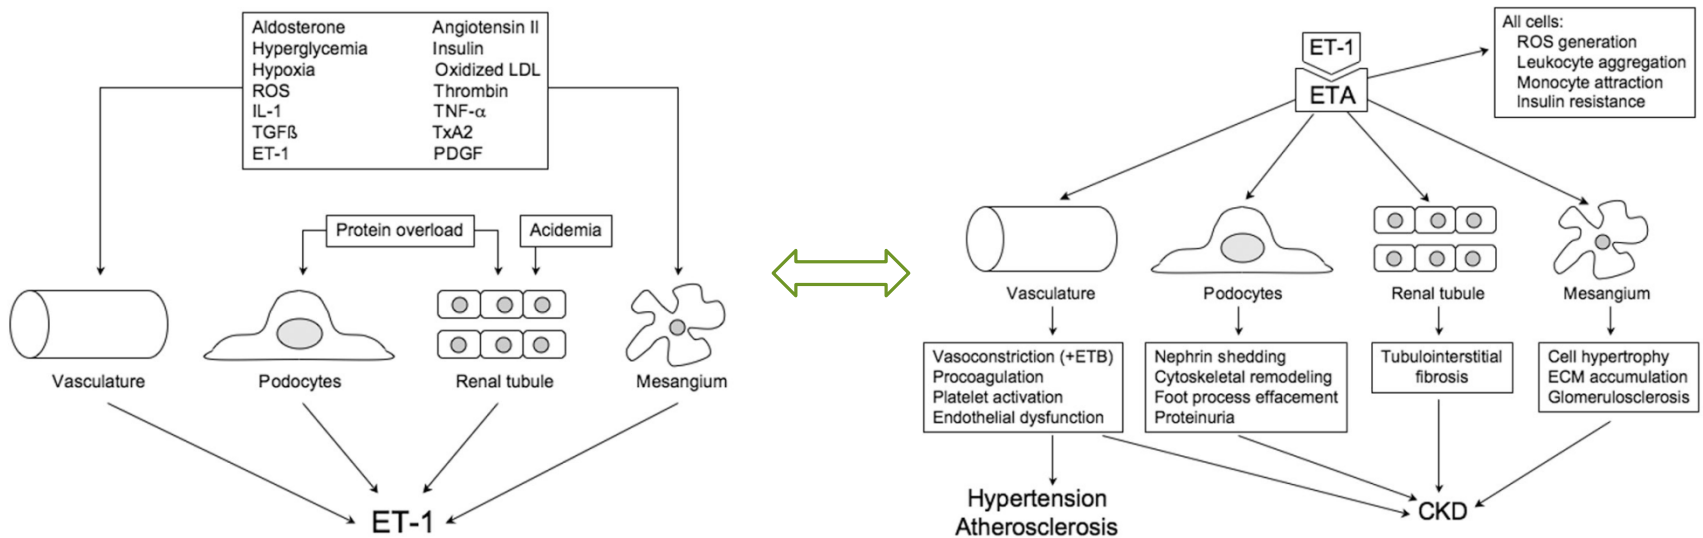 Aldosterone
Hyperglycemia
Hypoxia
ROS
IL-1
TGFß
ET-1
Angiotensin II
Insulin
Oxidized LDL
Thrombin
TNF-α
TxA2
PDGF
Protein overload
Acidemia
Vasculature
Podocytes
Renal tubule
Mesangium
ET-1
ET-1
ETA
All cells:
ROS generation
Leukocyte aggregation
Monocyte attraction
Insulin resistance
Vasculature
Podocytes
Renal tubule
Mesangium
Vasoconstriction (+ETB)
Procoagulation
Platelet activation
Endothelial dysfunction
Nephrin shedding
Cytoskeletal remodeling
Foot process effacement
Proteinuria
Tubulointerstitial
fibrosis
Cell hypertrophy
ECM accumulation
Glomerulosclerosis
Hypertension
Atherosclerosis
CKD